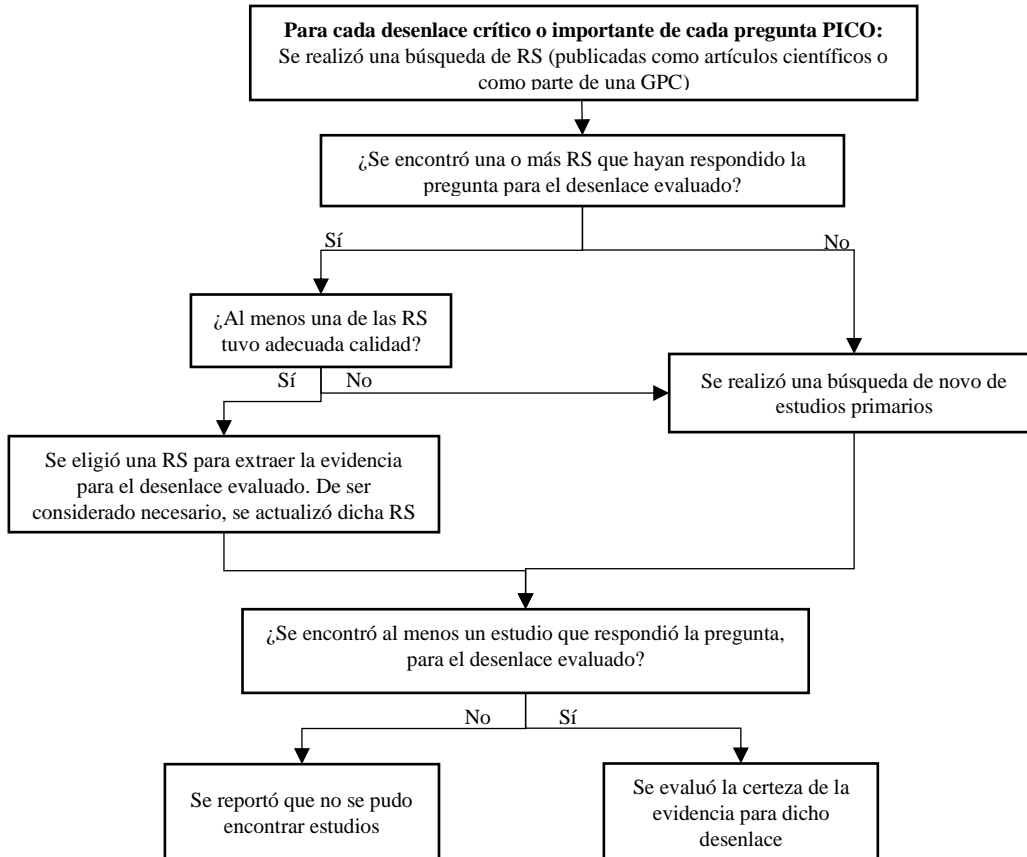 Para cada desenlace crítico o importante de cada pregunta PICO:
Se realizó una búsqueda de RS (publicadas como artículos científicos o
como parte de una GPC)
¿Se encontró una o más RS que hayan respondido la
pregunta para el desenlace evaluado?
Sí
No
¿Al menos una de las RS
tuvo adecuada calidad?
Sí
No
Se realizó una búsqueda de novo de
estudios primarios
Se eligió una RS para extraer la evidencia
para el desenlace evaluado. De ser
considerado necesario, se actualizó dicha RS
¿Se encontró al menos un estudio que respondió la pregunta,
para el desenlace evaluado?
No
Sí
Se reportó que no se pudo
encontrar estudios
Se evaluó la certeza de la
evidencia para dicho
desenlace